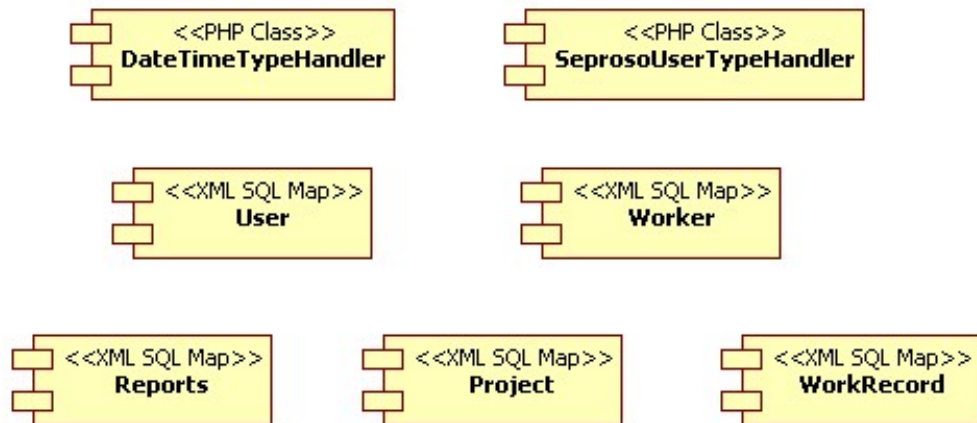 <<PHP Class>>
DateTimeTypeHandler
<<PHP Class>>
SeprosoUserTypeHandler
<<XML SQL Map>>
User
<<XML SQL Map>>
Worker
<<XML SQL Map>>
Reports
<<XML SQL Map>>
Project
<<XML SQL Map>>
WorkRecord